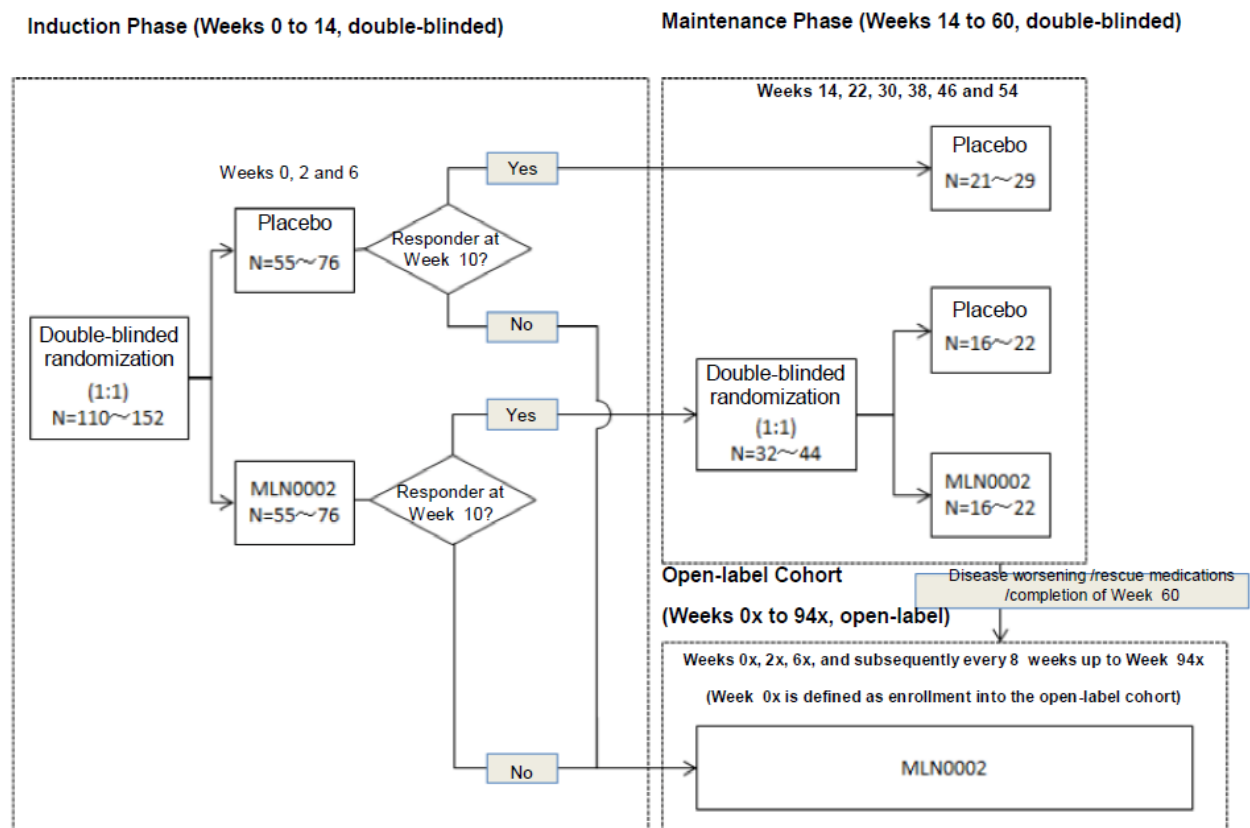 Induction Phase (Weeks 0 to 14, double-blinded)
Maintenance Phase (Weeks 14 to 60, double-blinded)
Weeks 14, 22, 30, 38, 46 and 54
Weeks 0, 2 and 6
Yes
Placebo
N=21～29
Placebo
N=55～76
Responder at
Week 10?
No
Placebo
N=16～22
Double-blinded
randomization
(1:1)
N=110～152
Yes
Double-blinded
randomization
(1:1)
N=32～44
MLN0002
N=55～76
Responder at
Week 10?
MLN0002
N=16～22
Open-label Cohort
(Weeks 0x to 94x, open-label)
Disease worsening /rescue medications
/completion of Week 60
Weeks 0x, 2x, 6x, and subsequently every 8 weeks up to Week 94x
(Week 0x is defined as enrollment into the open-label cohort)
No
MLN0002